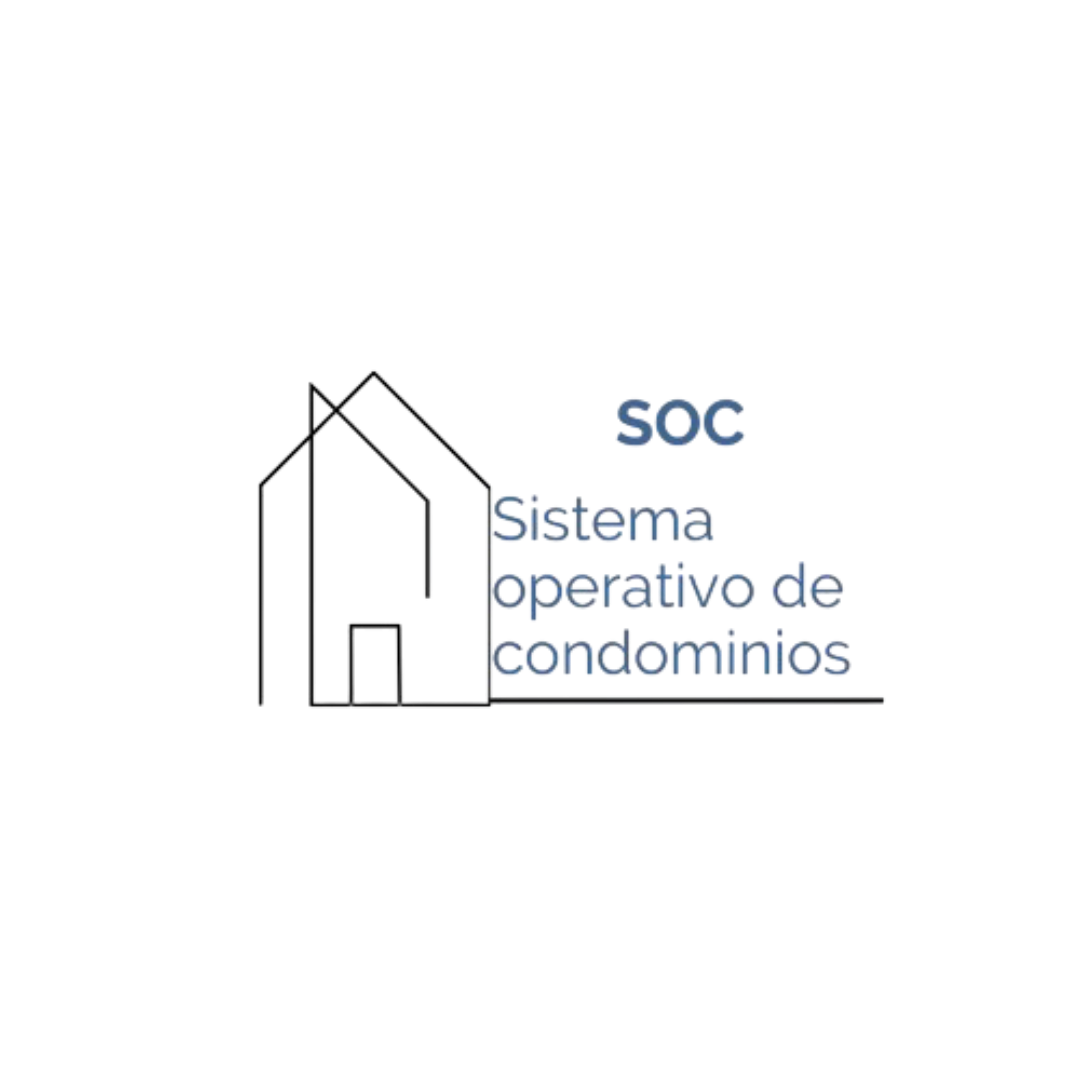 SOC
Sistema
operativo de
condominios